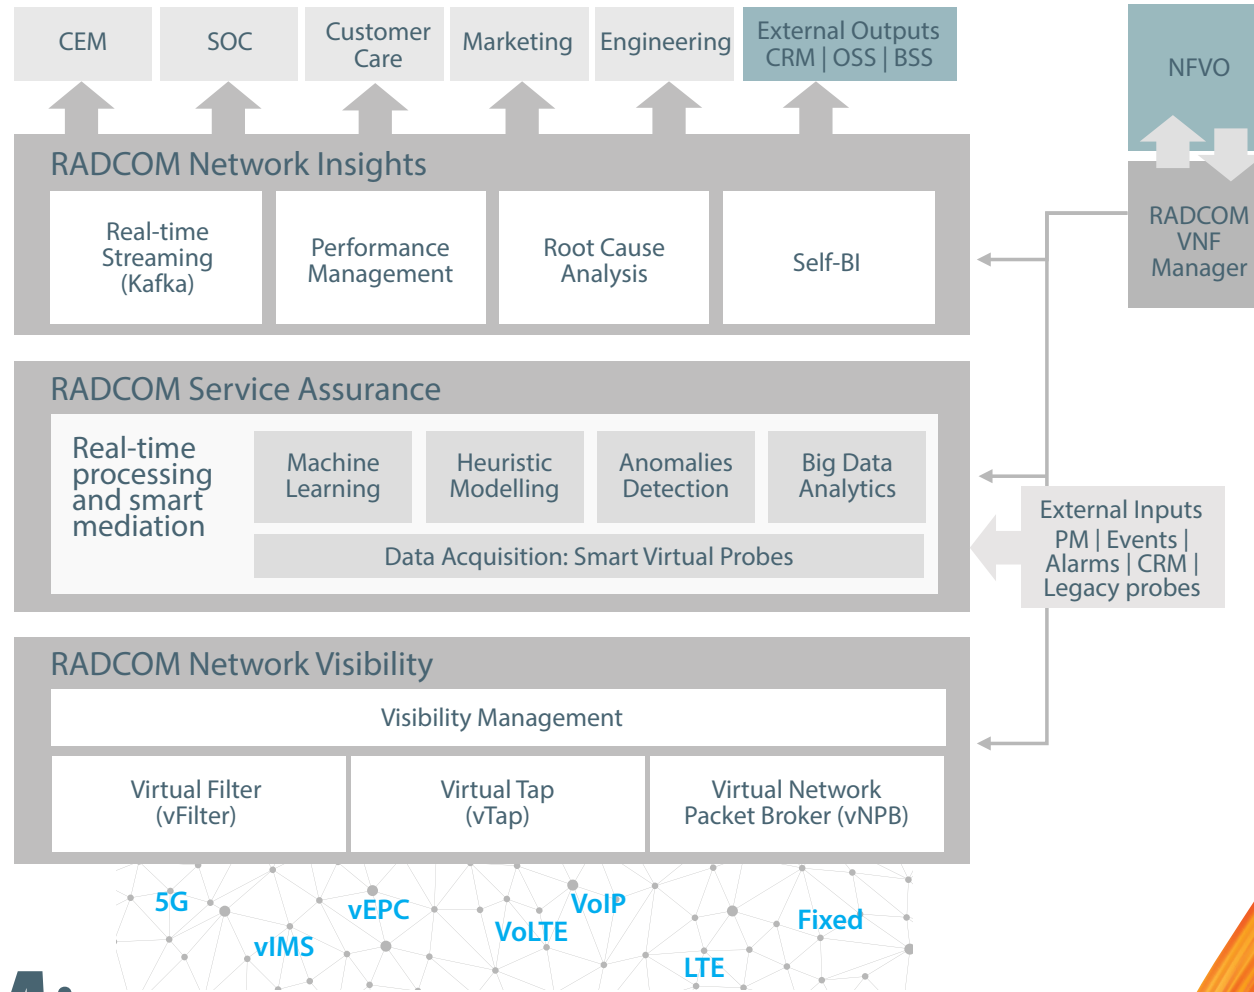 CEM
SOC
Customer
Care
Marketing
Engineering
External Outputs
CRM | OSS | BSS
NFVO
RADCOM Network Insights
Real-time
Streaming
(Kafka)
Performance
Management
Root Cause
Analysis
Self-BI
RADCOM
VNF
Manager
RADCOM Service Assurance
Real-time
processing
and smart
mediation
Machine
Learning
Heuristic
Modelling
Anomalies
Detection
Big Data
Analytics
Data Acquisition: Smart Virtual Probes
External Inputs
PM | Events |
Alarms | CRM |
Legacy probes
RADCOM Network Visibility
Visibility Management
Virtual Filter
(vFilter)
Virtual Tap
(vTap)
Virtual Network
Packet Broker (vNPB)
5G
vEPC
VoIP
Fixed
vIMS
VoLTE
LTE